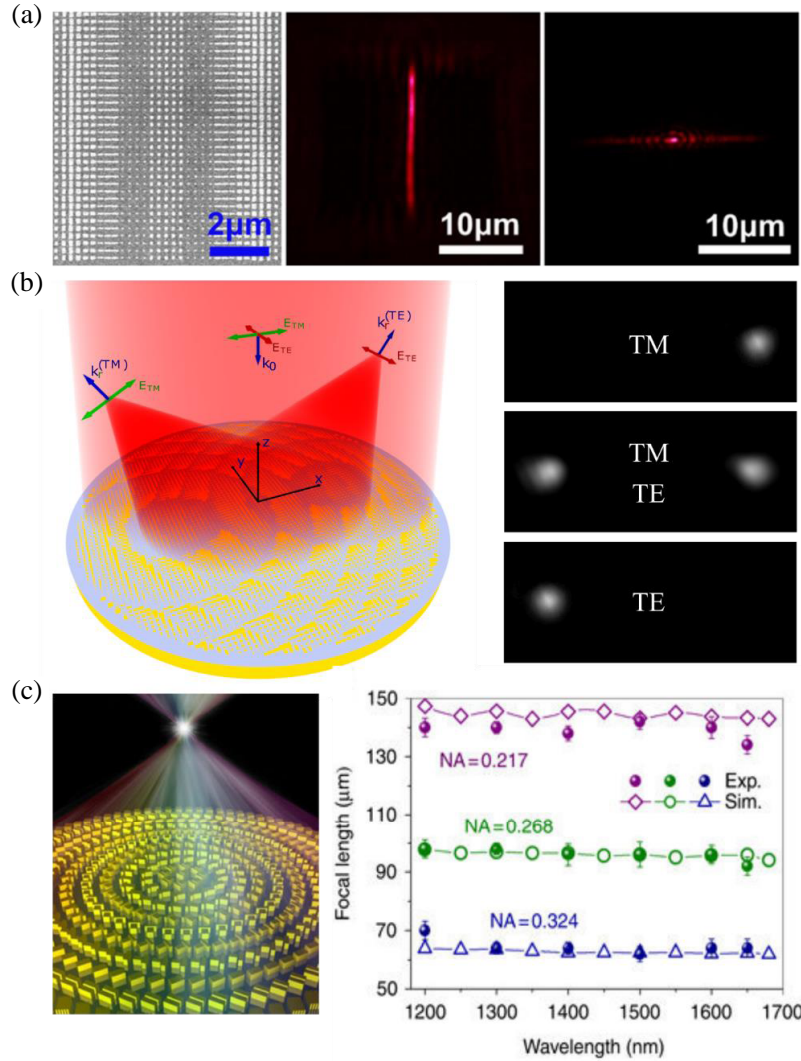 (a)
2μm
10μm
10μm
(b)
E_TM
E_TE
k_0
k_r^(TE)
E_TE
k_r^(TM)
E_TM
z
y
x
TM
TM
TE
TE
(c)
150
130
110
90
70
50
Focal length (μm)
NA=0.217
Exp.
Sim.
NA=0.268
NA=0.324
1200 1300 1400 1500 1600 1700
Wavelength (nm)